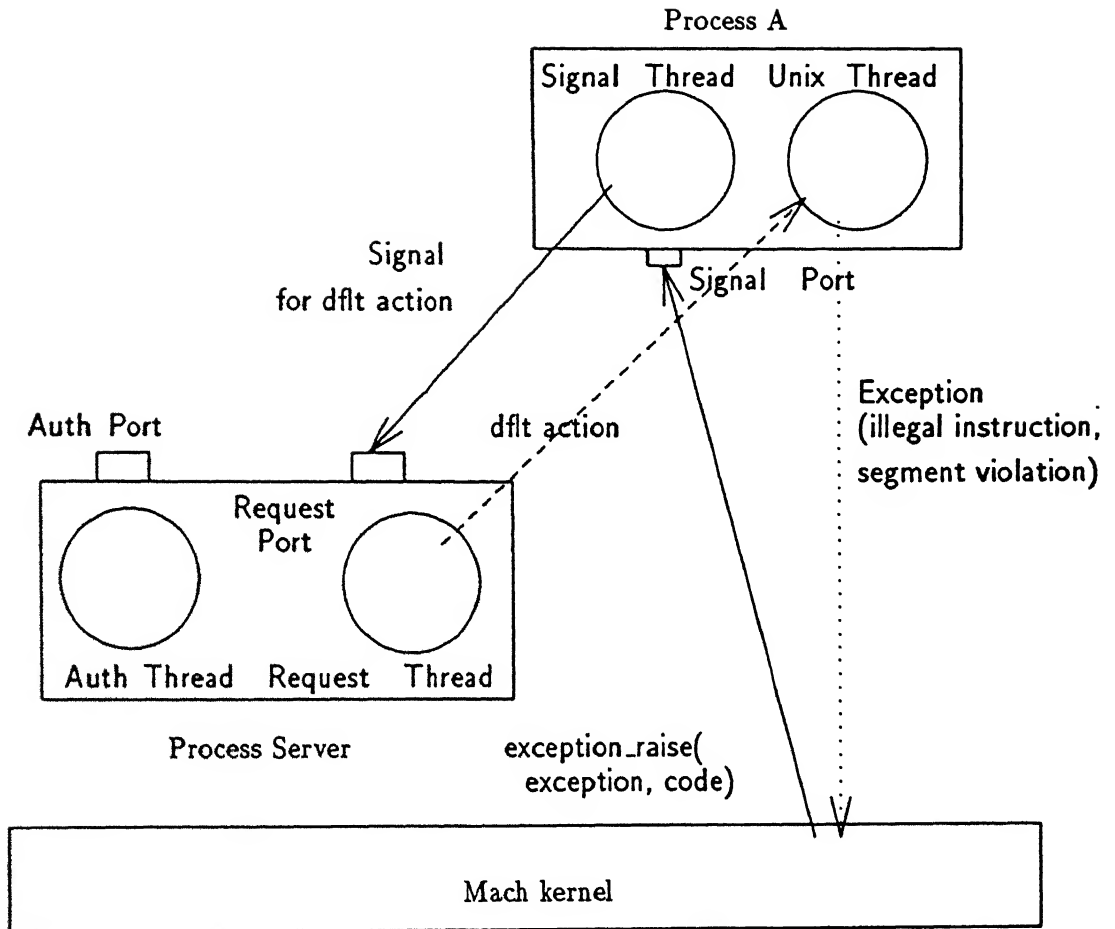 Process A
Signal Thread Unix Thread
Signal
for dflt action
Signal Port
Exception
(illegal instruction,
segment violation)
Auth Port
dflt action
Request
Port
Auth Thread Request Thread
Process Server
exception_raise(
exception, code)
Mach kernel